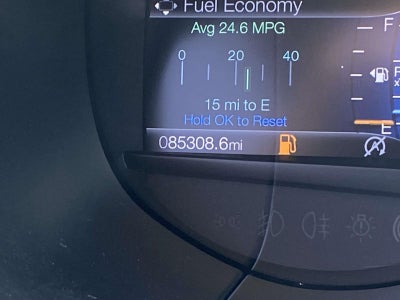 Fuel Economy
Avg 24.6 MPG
F
0 20 40
15 mi to E
Hold OK to Reset
E
085308.6mi